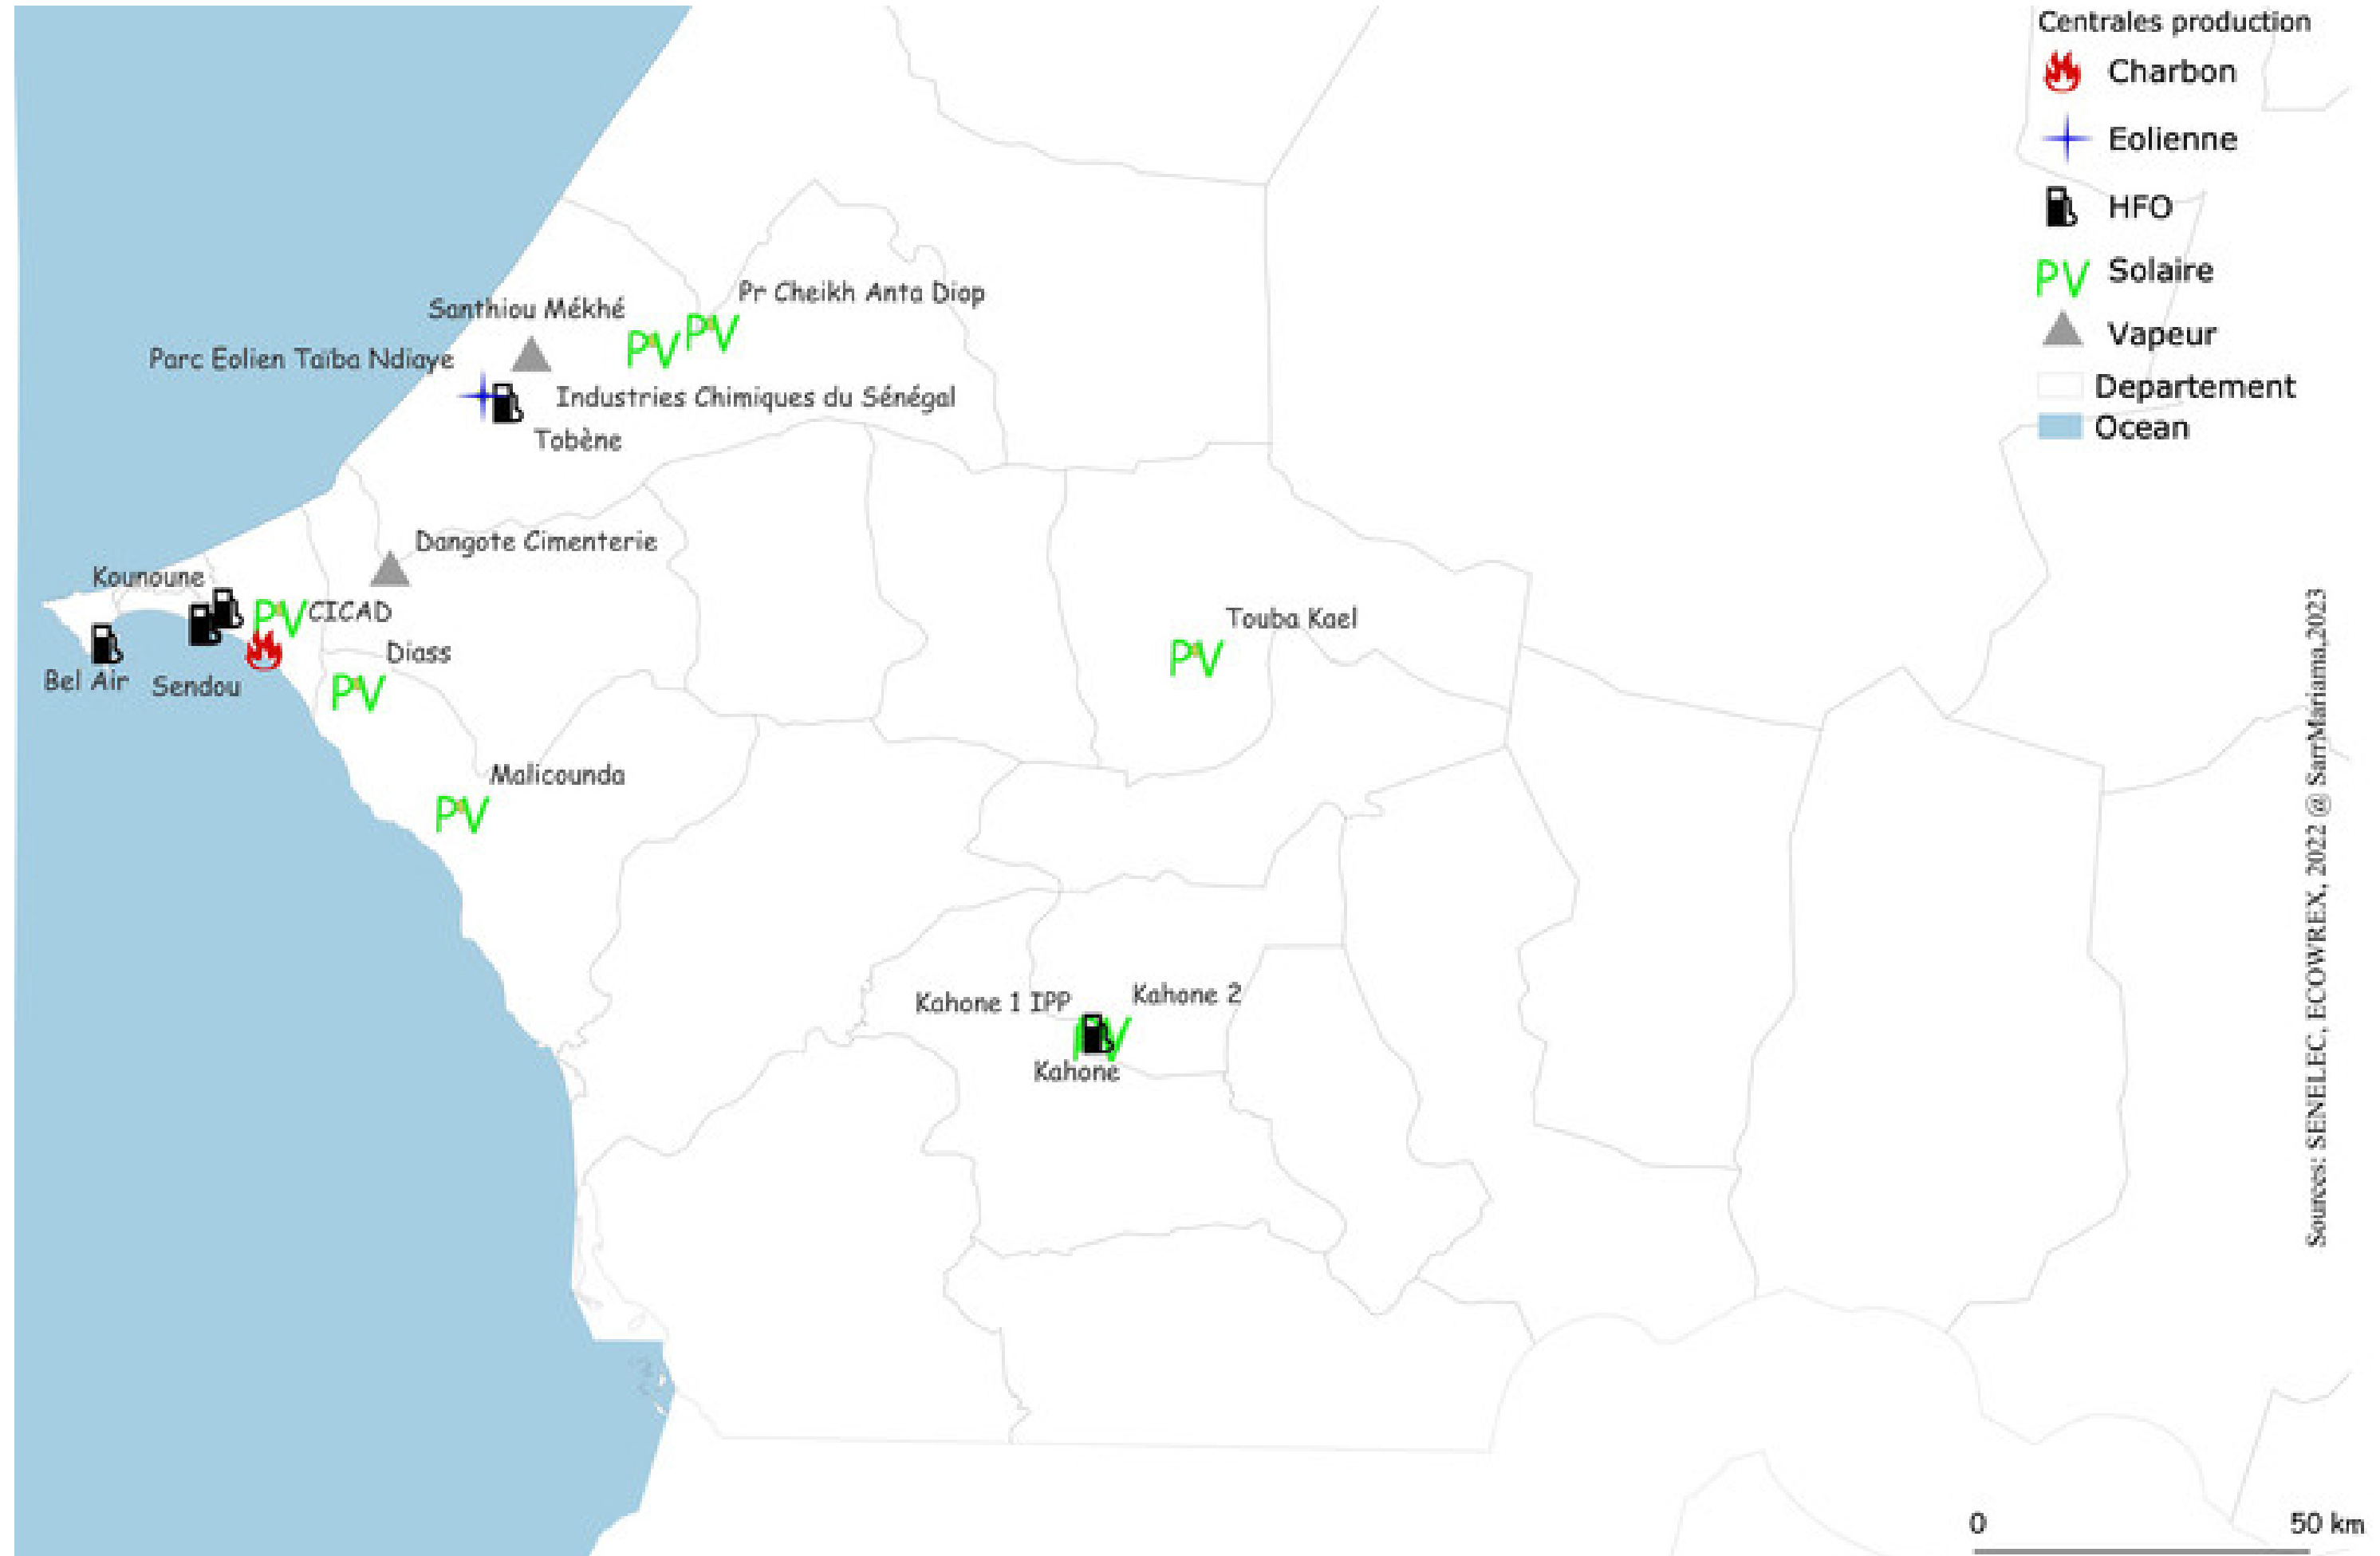 Centrales production
Charbon
Eolienne
HFO
PV Solaire
Vapeur
Departement
Ocean
Pr Cheikh Anta Diop
Santhiou Mékhé
PV PV
Parc Eolien Taïba Ndiaye
Industries Chimiques du Sénégal
Tobène
Dangote Cimenterie
Kounoune
PV CICAD
Touba Kael
PV
Diass
Bel Air
Sendou
PV
Malicounda
PV
Kahone 1 IPP
Kahone 2
Kahone
Sources: SENELEC, ECOWREX, 2022 @ SarrMariama,2023
0 50 km